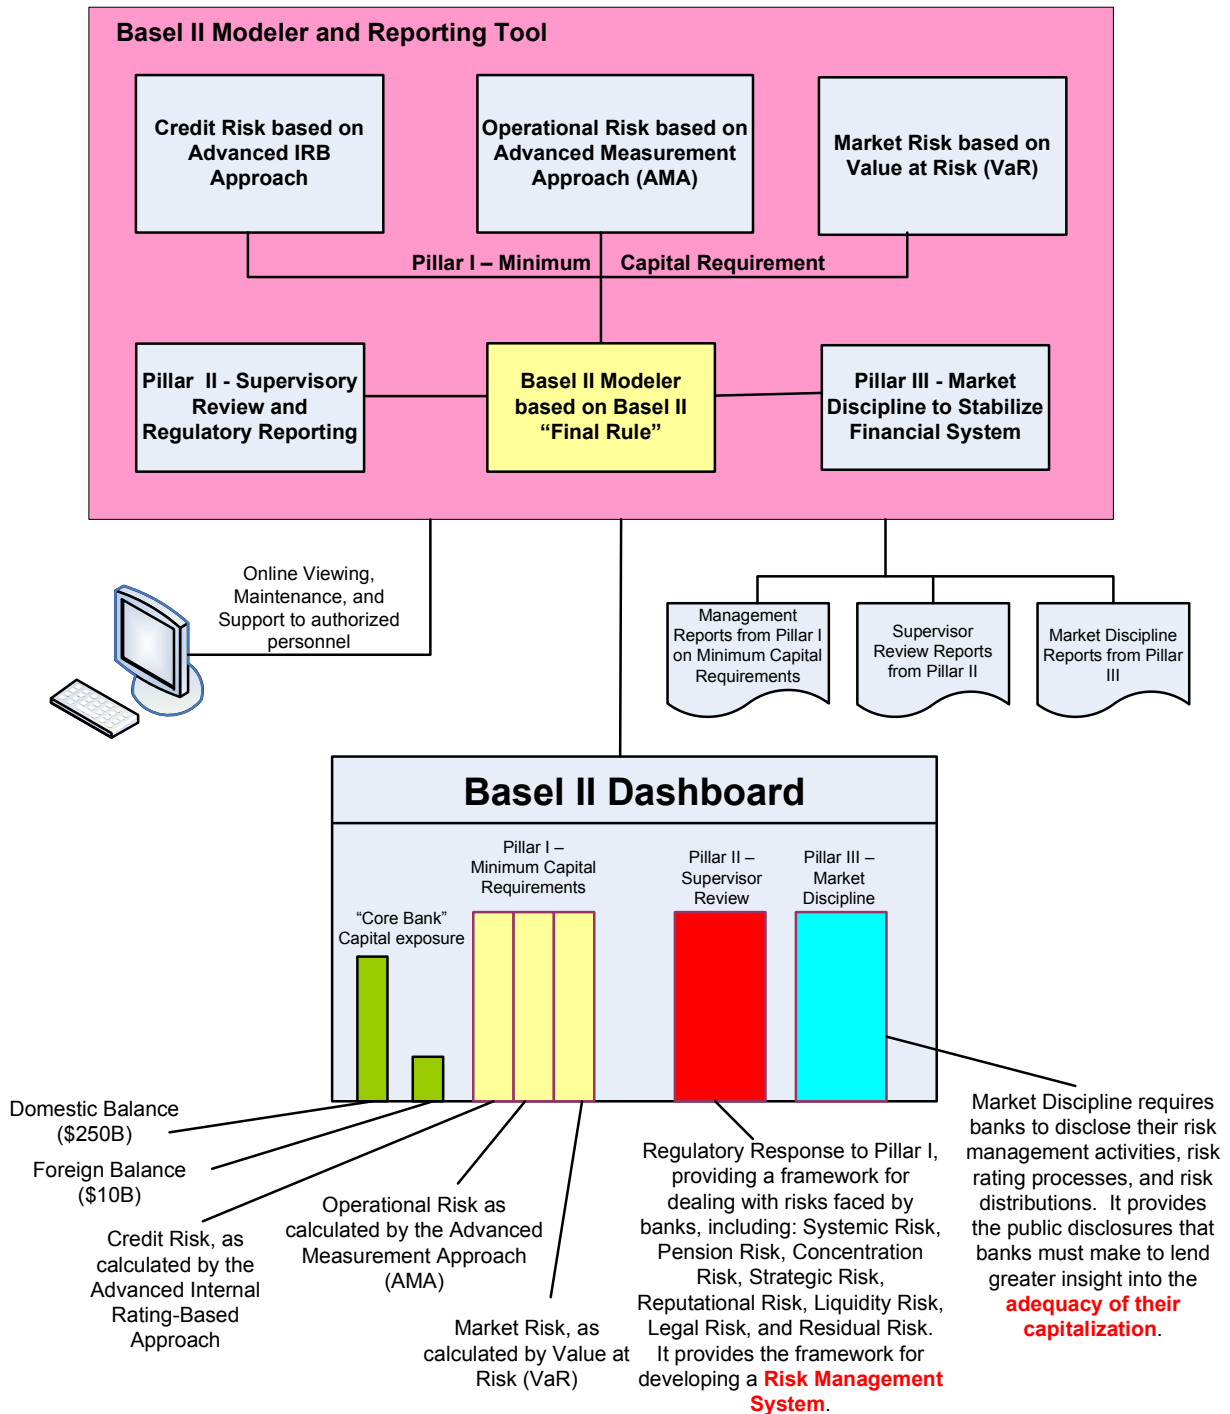 Basel II Modeler and Reporting Tool
Credit Risk based on
Advanced IRB
Approach
Operational Risk based on
Advanced Measurement
Approach (AMA)
Market Risk based on
Value at Risk (VaR)
Pillar I – Minimum Capital Requirement
Pillar II - Supervisory
Review and
Regulatory Reporting
Basel II Modeler
based on Basel II
“Final Rule”
Pillar III - Market
Discipline to Stabilize
Financial System
Online Viewing,
Maintenance, and
Support to authorized
personnel
Management
Reports from Pillar I
on Minimum Capital
Requirements
Supervisor
Review Reports
from Pillar II
Market Discipline
Reports from Pillar
III
Basel II Dashboard
“Core Bank”
Capital exposure
Pillar I –
Minimum Capital
Requirements
Pillar II –
Supervisor
Review
Pillar III –
Market
Discipline
Domestic Balance
($250B)
Foreign Balance
($10B)
Credit Risk, as
calculated by the
Advanced Internal
Rating-Based
Approach
Operational Risk as
calculated by the Advanced
Measurement Approach
(AMA)
Market Risk, as
calculated by Value at
Risk (VaR)
Regulatory Response to Pillar I,
providing a framework for
dealing with risks faced by
banks, including: Systemic Risk,
Pension Risk, Concentration
Risk, Strategic Risk,
Reputational Risk, Liquidity Risk,
Legal Risk, and Residual Risk.
It provides the framework for
developing a Risk Management
System.
Market Discipline requires
banks to disclose their risk
management activities, risk
rating processes, and risk
distributions. It provides
the public disclosures that
banks must make to lend
greater insight into the
adequacy of their
capitalization.